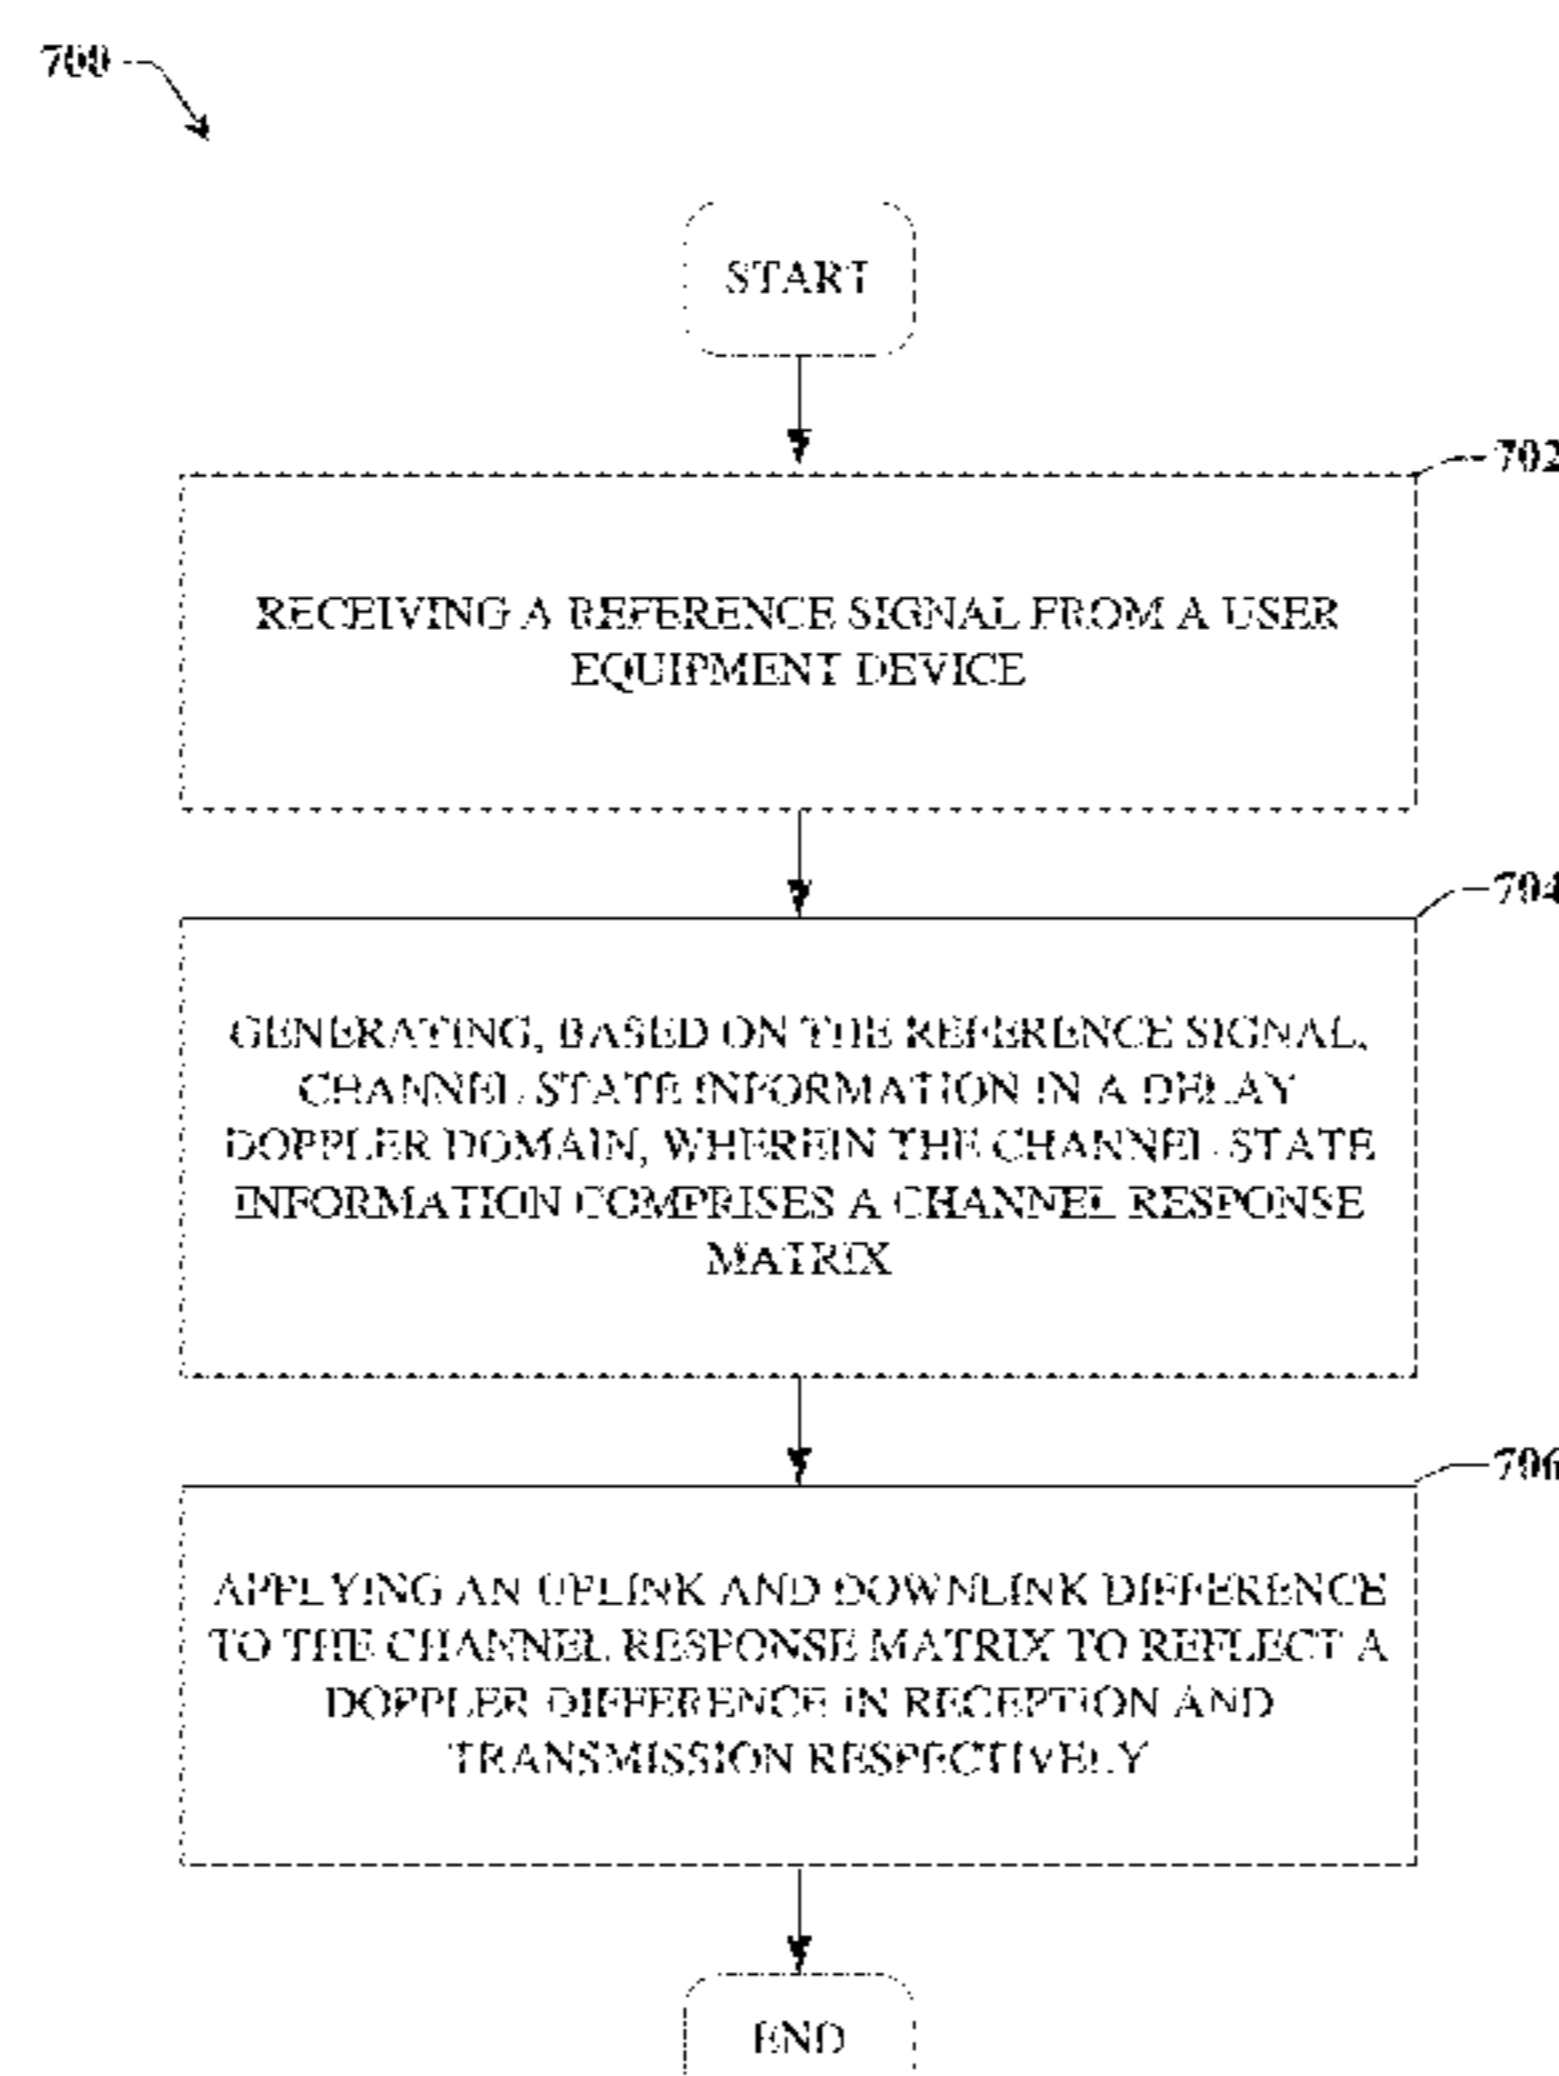 700
START
702
RECEIVING A REFERENCE SIGNAL FROM A USER
EQUIPMENT DEVICE
704
GENERATING, BASED ON THE REFERENCE SIGNAL,
CHANNEL STATE INFORMATION IN A DELAY
DOPPLER DOMAIN, WHEREIN THE CHANNEL STATE
INFORMATION COMPRISES A CHANNEL RESPONSE
MATRIX
706
APPLYING AN UPLINK AND DOWNLINK DIFFERENCE
TO THE CHANNEL RESPONSE MATRIX TO REFLECT A
DOPPLER DIFFERENCE IN RECEPTION AND
TRANSMISSION RESPECTIVELY
END